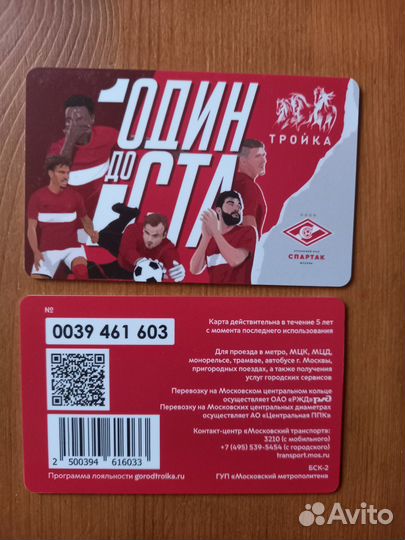 ОДИН
ДО
СТА
ТРОЙКА
СПАРТАК
МОСКВА
№
0039 461 603
Карта действительна в течение 5 лет
с момента последнего использования
Для проезда в метро, МЦК, МЦД,
монорельсе, трамвае, автобусе г. Москвы,
пригородных поездах, а также получения
услуг городских сервисов
Перевозку на Московском центральном кольце
осуществляет ОАО «РЖД» РЖД
Перевозку на Московских центральных диаметрах
осуществляет АО «Центральная ППК»
Контакт-центр «Московский транспорт»:
3210 (с мобильного)
+7 (495) 539-5454 (с городского)
transport.mos.ru
БСК-2
ГУП «Московский метрополитен»
2 500394 616033
Программа лояльности gorodtroika.ru
Avito